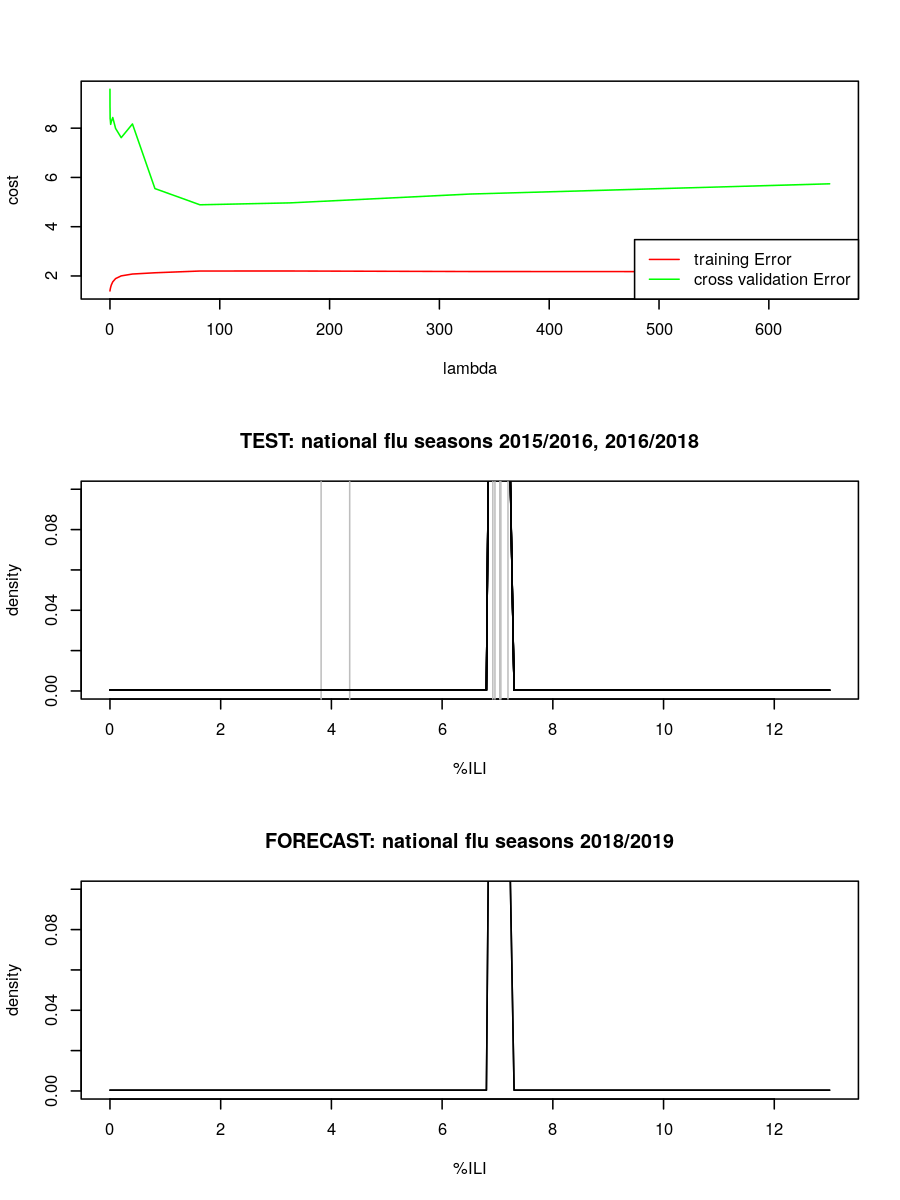 cost
8
6
4
2
training Error
cross validation Error
0 100 200 300 400 500 600
lambda
TEST: national flu seasons 2015/2016, 2016/2018
density
0.08
0.04
0.00
0 2 4 6 8 10 12
%ILI
FORECAST: national flu seasons 2018/2019
density
0.08
0.04
0.00
0 2 4 6 8 10 12
%ILI